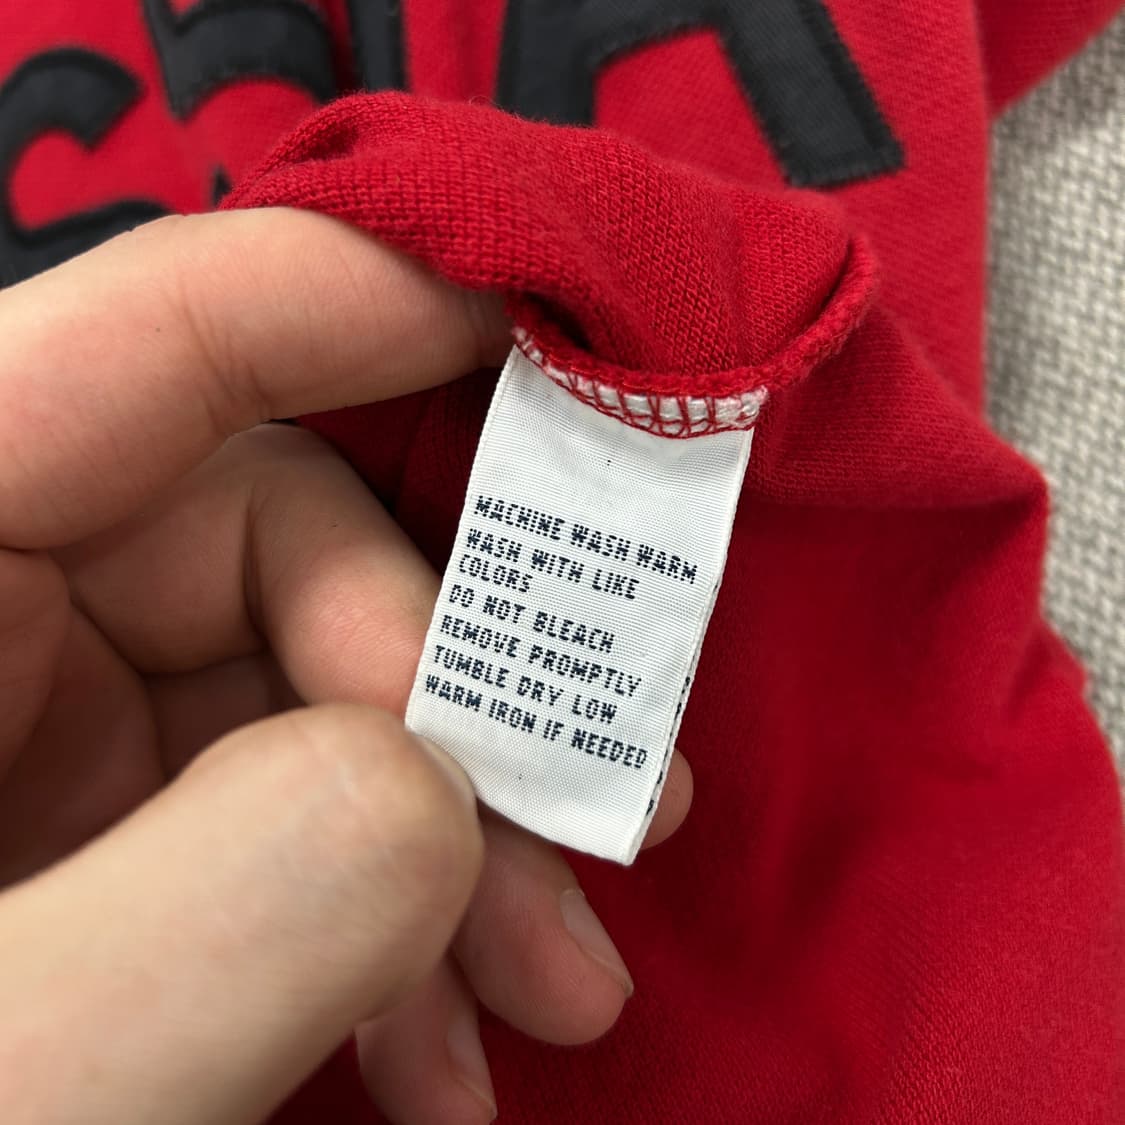 MACHINE WASH WARM
WASH WITH LIKE
COLORS
DO NOT BLEACH
REMOVE PROMPTLY
TUMBLE DRY LOW
WARM IRON IF NEEDED